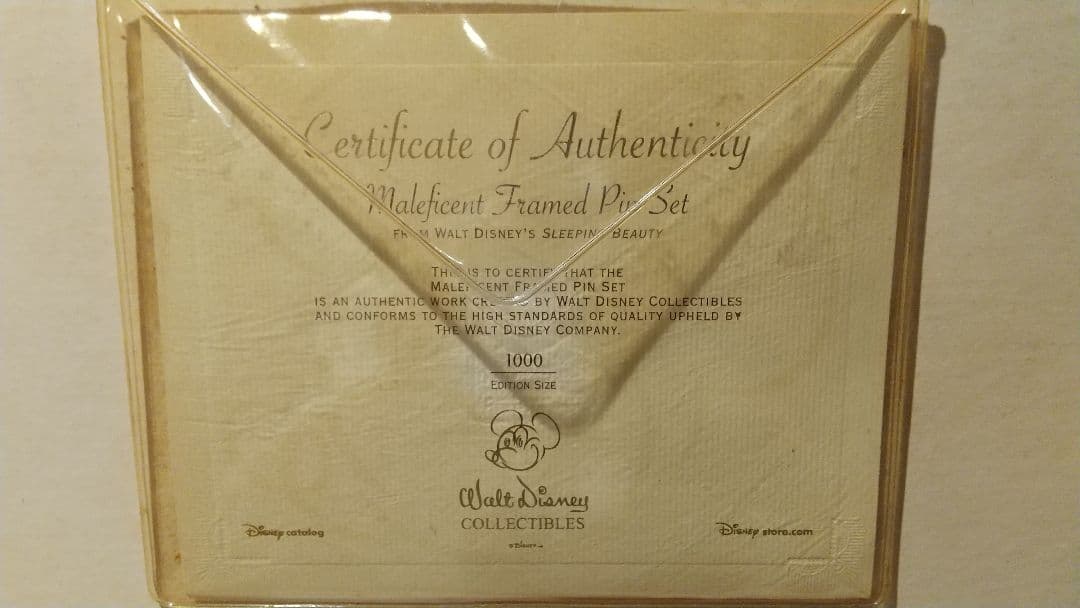 Certificate of Authenticity
Maleficent Framed Pin Set
FROM WALT DISNEY'S SLEEPING BEAUTY
THIS IS TO CERTIFY THAT THE
MALEFICENT FRAMED PIN SET
IS AN AUTHENTIC WORK CREATED BY WALT DISNEY COLLECTIBLES
AND CONFORMS TO THE HIGH STANDARDS OF QUALITY UPHELD BY
THE WALT DISNEY COMPANY.
1000
EDITION SIZE
Walt Disney
COLLECTIBLES
Disney catalog
Disney store.com
© DISNEY